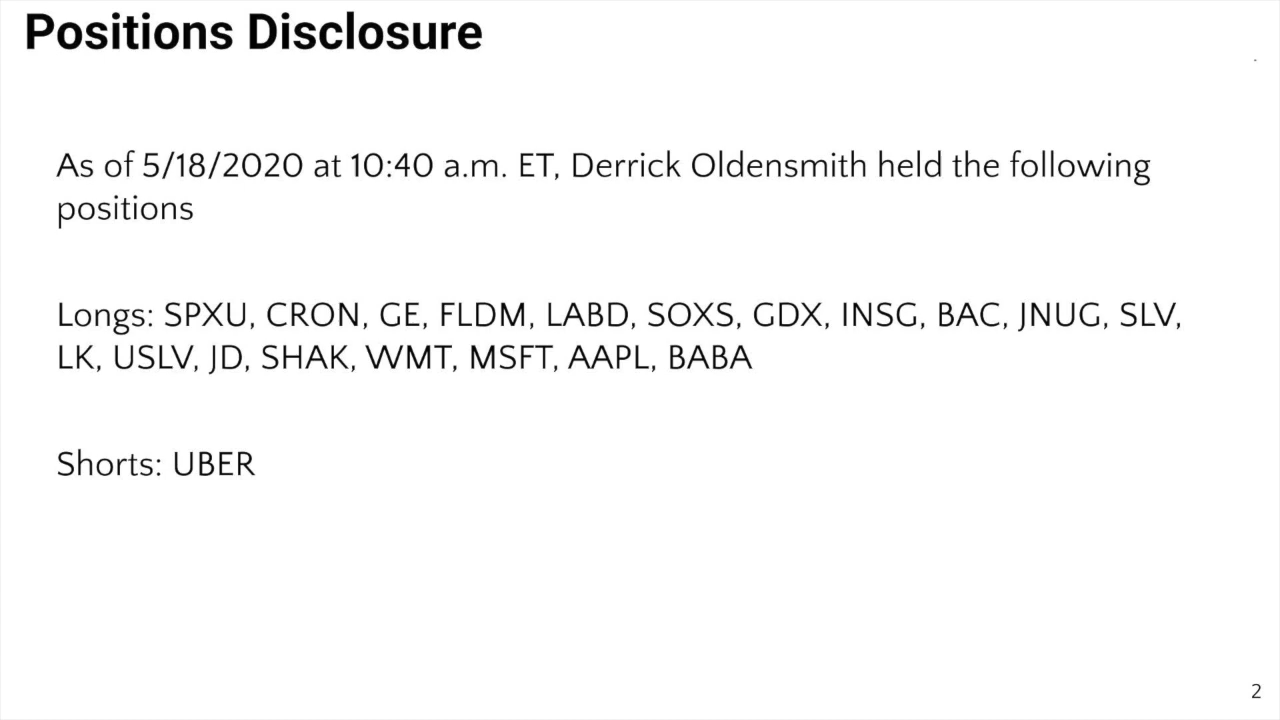 Positions Disclosure
As of 5/18/2020 at 10:40 a.m. ET, Derrick Oldensmith held the following
positions
Longs: SPXU, CRON, GE, FLDM, LABD, SOXS, GDX, INSG, BAC, JNUG, SLV,
LK, USLV, JD, SHAK, WMT, MSFT, AAPL, BABA
Shorts: UBER
2